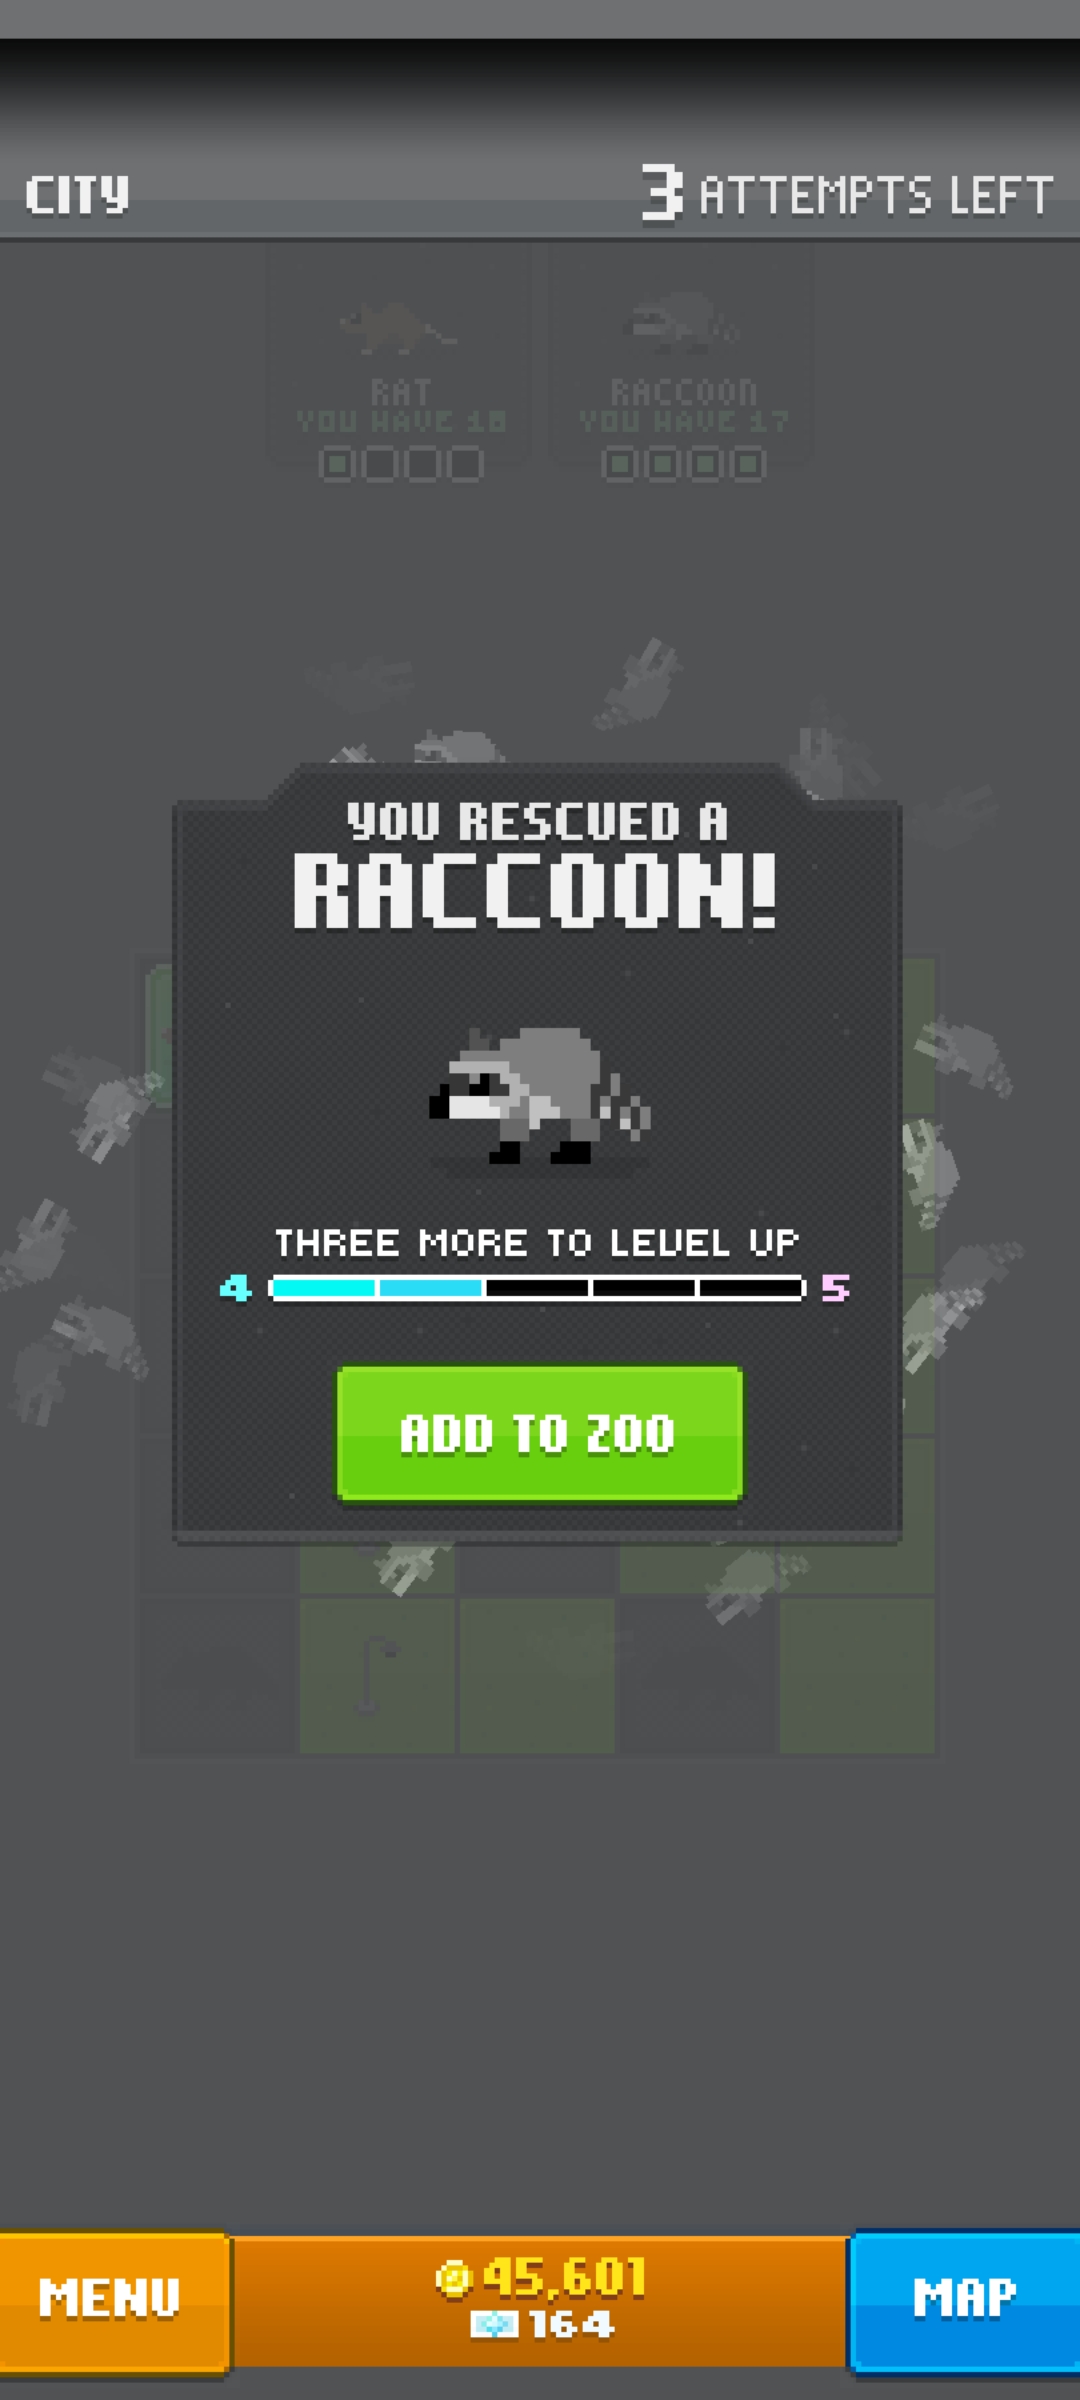 CITY
3 ATTEMPTS LEFT
RAT
YOU HAVE 18
RACCOON
YOU HAVE 17
YOU RESCUED A
RACCOON!
THREE MORE TO LEVEL UP
4
5
ADD TO ZOO
MENU
45,601
164
MAP